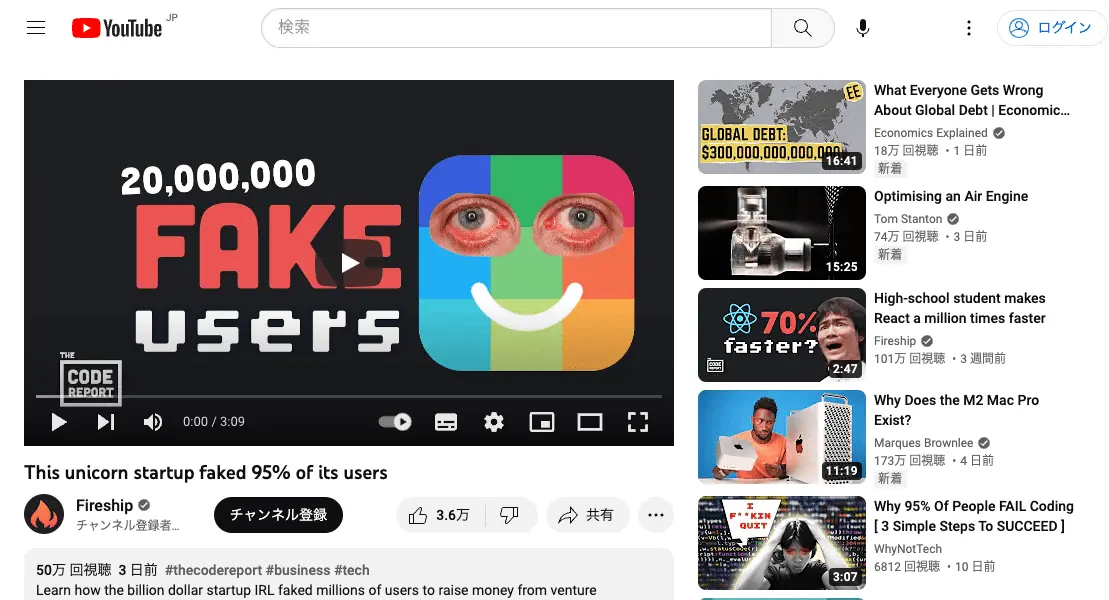 YouTube JP
検索
ログイン
20,000,000
FAKE
users
THE
CODE
REPORT
0:00 / 3:09
This unicorn startup faked 95% of its users
Fireship
チャンネル登録者...
チャンネル登録
3.6万
共有
50万 回視聴 3 日前 #thecodereport #business #tech
Learn how the billion dollar startup IRL faked millions of users to raise money from venture
EE
GLOBAL DEBT:
$300,000,000,000,000
16:41
What Everyone Gets Wrong
About Global Debt | Economic...
Economics Explained
18万 回視聴 ・1 日前
新着
15:25
Optimising an Air Engine
Tom Stanton
74万 回視聴 ・3 日前
新着
70%
faster?
THE
CODE
REPORT
2:47
High-school student makes
React a million times faster
Fireship
101万 回視聴 ・3 週間前
11:19
Why Does the M2 Mac Pro
Exist?
Marques Brownlee
173万 回視聴 ・4 日前
新着
I
F**KIN
QUIT
3:07
Why 95% Of People FAIL Coding
[ 3 Simple Steps To SUCCEED ]
WhyNotTech
6812 回視聴 ・10 日前